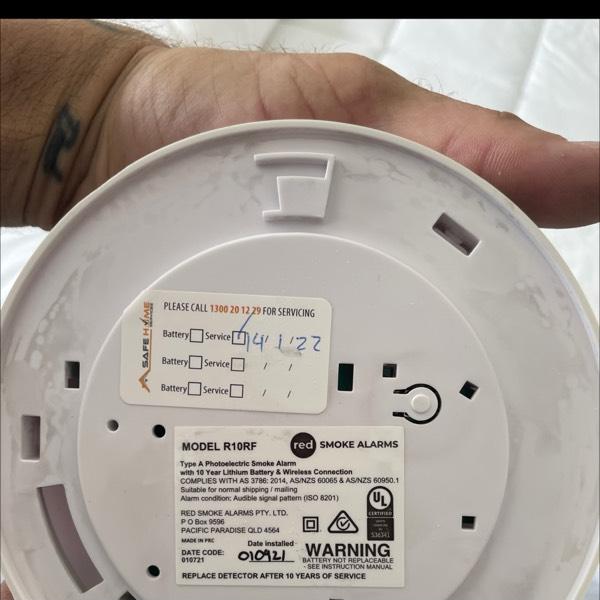 PLEASE CALL 1300 20 12 29 FOR SERVICING
SAFE HOME
Battery Service 14/1/22
Battery Service / /
Battery Service / /
MODEL R10RF red SMOKE ALARMS
Type A Photoelectric Smoke Alarm
with 10 Year Lithium Battery & Wireless Connection
COMPLIES WITH AS 3786: 2014, AS/NZS 60065 & AS/NZS 60950.1
Suitable for normal shipping / mailing
Alarm condition: Audible signal pattern (ISO 8201)
RED SMOKE ALARMS PTY. LTD.
P O Box 9596
PACIFIC PARADISE QLD 4564
MADE IN PRC
UL
CERTIFIED
S36341
DATE CODE:
010721
Date installed
010921
WARNING
BATTERY NOT REPLACEABLE
- SEE INSTRUCTION MANUAL
REPLACE DETECTOR AFTER 10 YEARS OF SERVICE